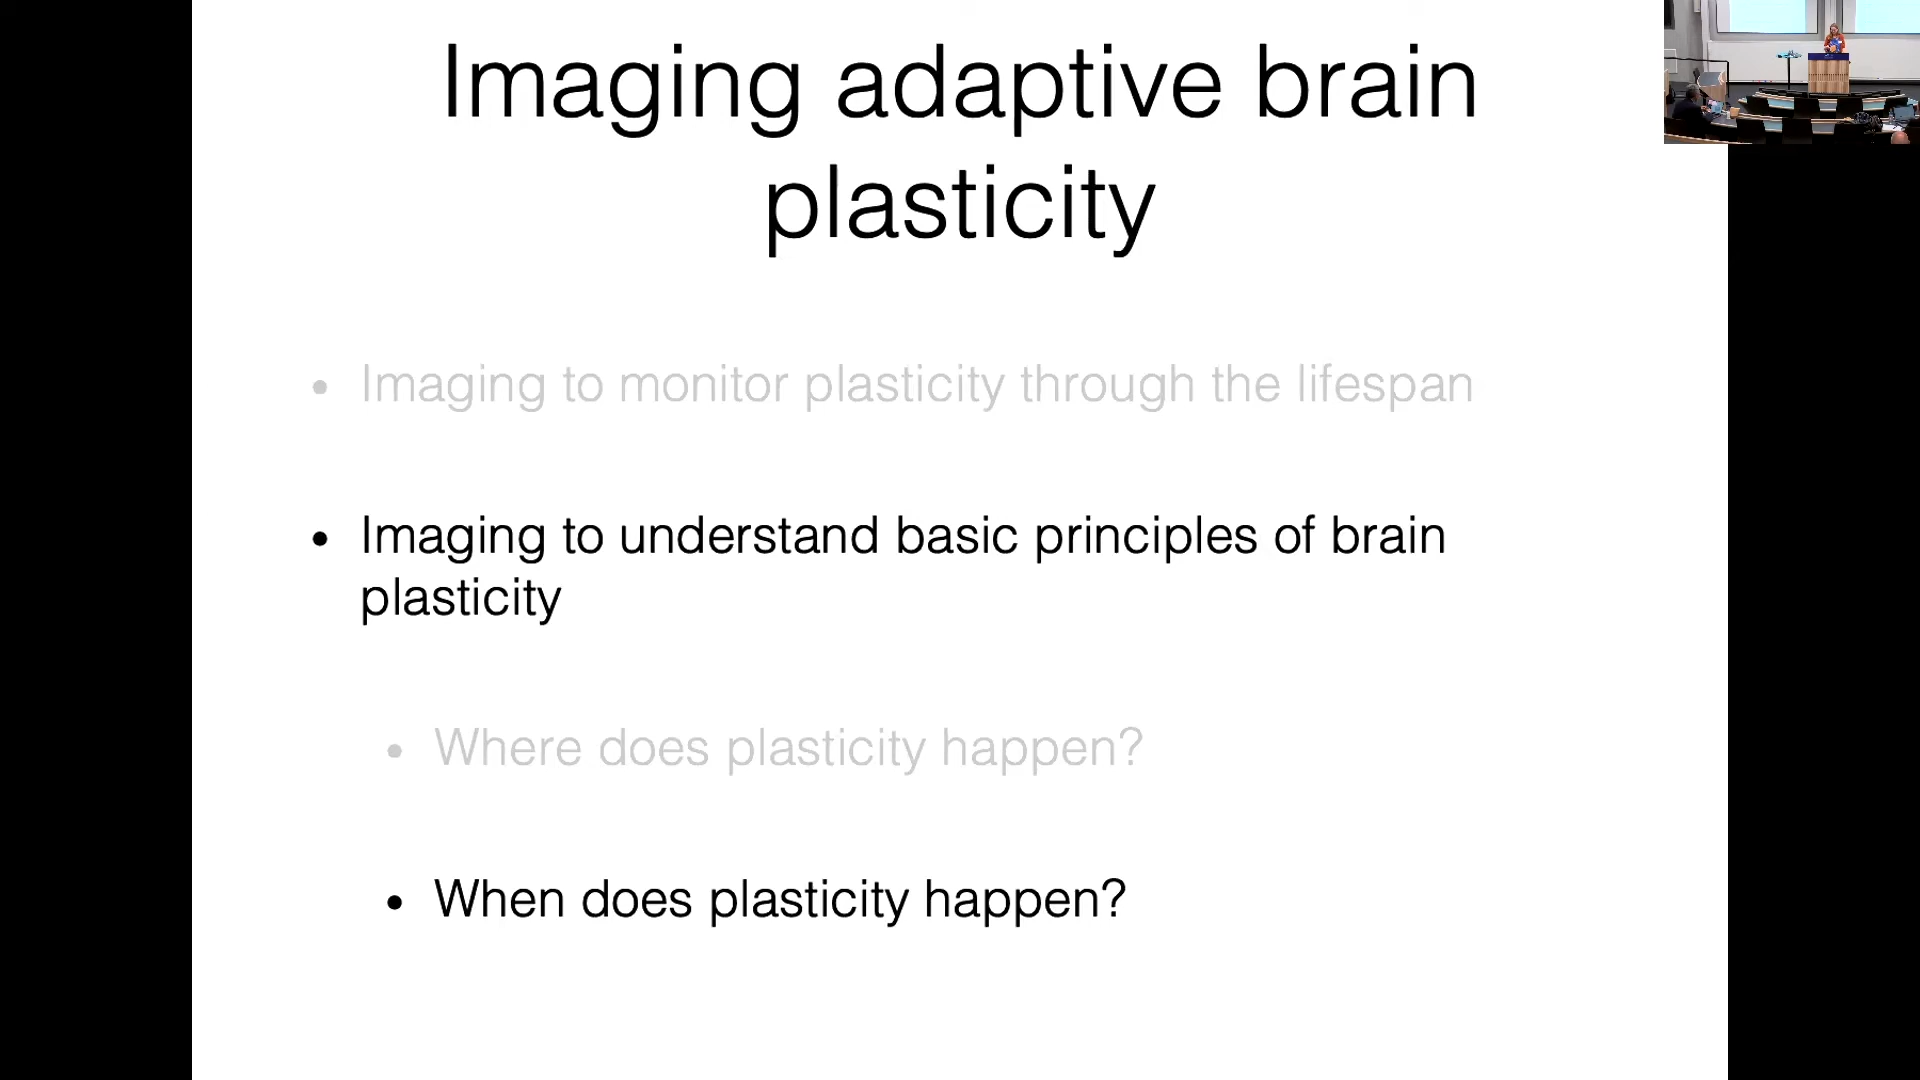 Imaging adaptive brain
plasticity
• Imaging to monitor plasticity through the lifespan
• Imaging to understand basic principles of brain
plasticity
• Where does plasticity happen?
• When does plasticity happen?